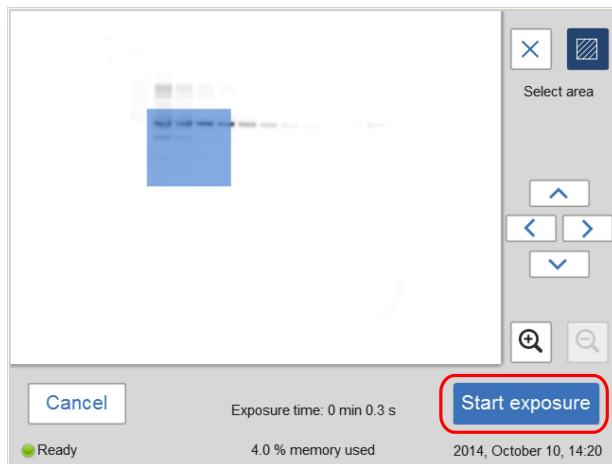 Select area
Cancel
Exposure time: 0 min 0.3 s
Start exposure
Ready
4.0 % memory used
2014, October 10, 14:20